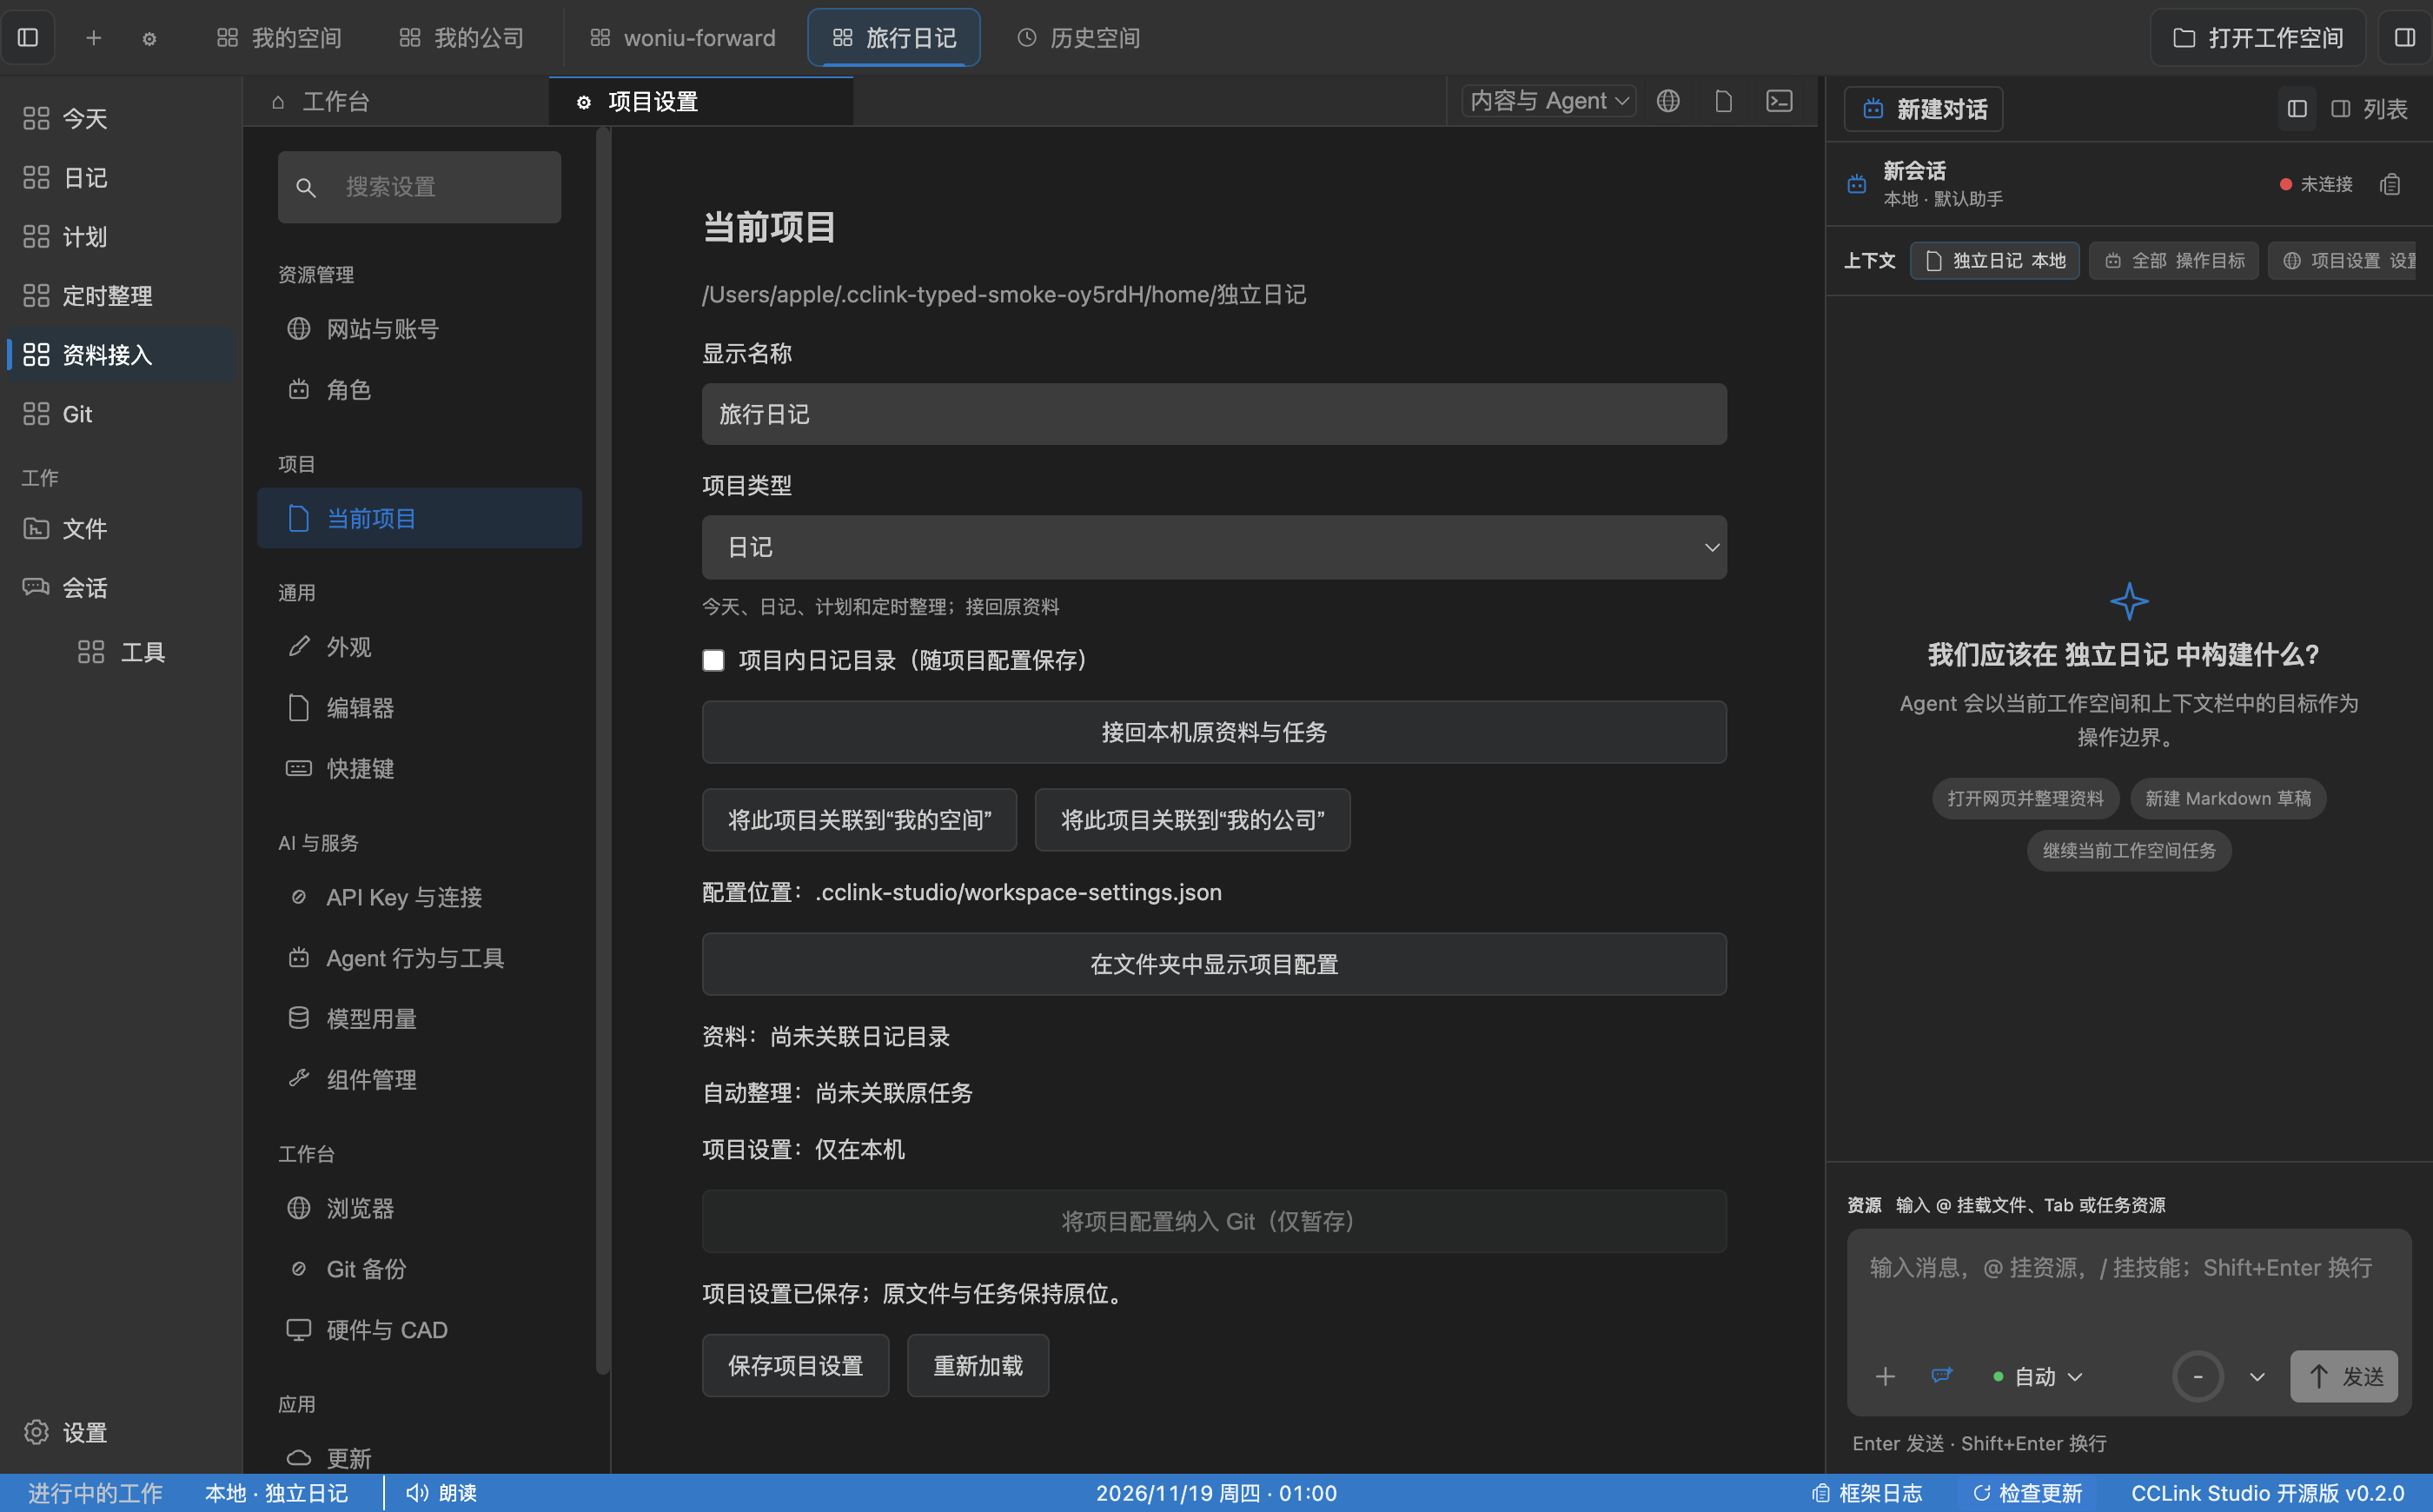 我的空间
我的公司
woniu-forward
旅行日记
历史空间
打开工作空间
今天
日记
计划
定时整理
资料接入
Git
工作
文件
会话
工具
设置
工作台
项目设置
内容与 Agent
搜索设置
资源管理
网站与账号
角色
项目
当前项目
通用
外观
编辑器
快捷键
AI 与服务
API Key 与连接
Agent 行为与工具
模型用量
组件管理
工作台
浏览器
Git 备份
硬件与 CAD
应用
更新
当前项目
/Users/apple/.cclink-typed-smoke-oy5rdH/home/独立日记
显示名称
旅行日记
项目类型
日记
今天、日记、计划和定时整理；接回原资料
项目内日记目录（随项目配置保存）
接回本机原资料与任务
将此项目关联到“我的空间”
将此项目关联到“我的公司”
配置位置：.cclink-studio/workspace-settings.json
在文件夹中显示项目配置
资料：尚未关联日记目录
自动整理：尚未关联原任务
项目设置：仅在本机
将项目配置纳入 Git（仅暂存）
项目设置已保存；原文件与任务保持原位。
保存项目设置
重新加载
新建对话
列表
新会话
本地 · 默认助手
未连接
上下文
独立日记 本地
全部 操作目标
项目设置 设置
我们应该在 独立日记 中构建什么？
Agent 会以当前工作空间和上下文栏中的目标作为
操作边界。
打开网页并整理资料
新建 Markdown 草稿
继续当前工作空间任务
资源 输入 @ 挂载文件、Tab 或任务资源
输入消息，@ 挂资源，/ 挂技能；Shift+Enter 换行
自动
-
发送
Enter 发送 · Shift+Enter 换行
进行中的工作
本地 · 独立日记
朗读
2026/11/19 周四 · 01:00
框架日志
检查更新
CCLink Studio 开源版 v0.2.0